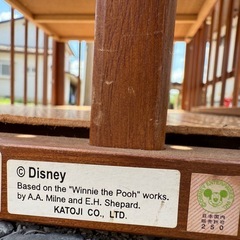 © Disney
Based on the "Winnie the Pooh" works.
by A.A. Milne and E.H. Shepard.
KATOJI CO., LTD.
日本国内
販売許可
250